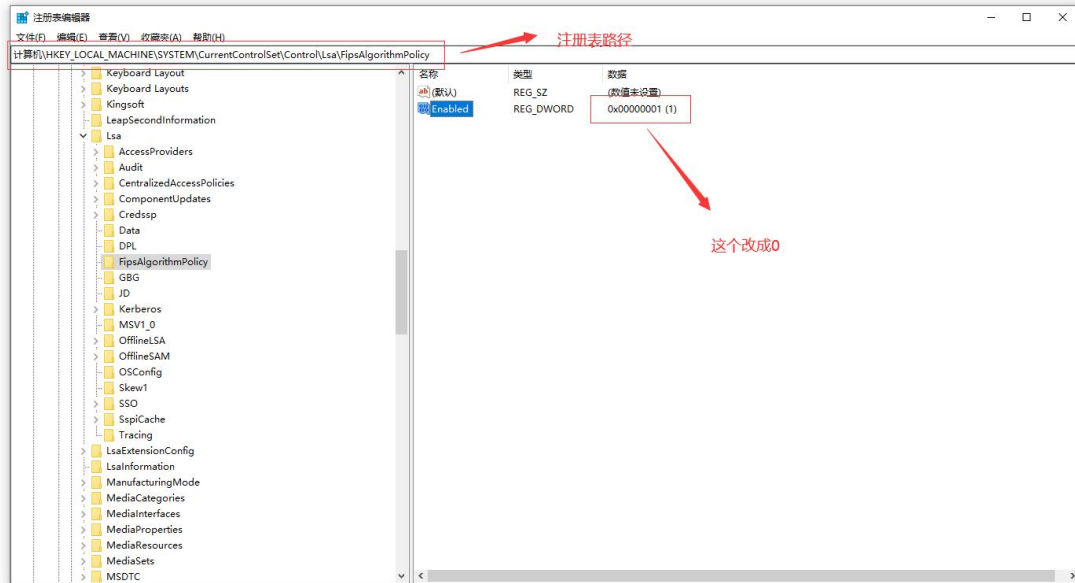 注册表编辑器
文件(F) 编辑(E) 查看(V) 收藏夹(A) 帮助(H)
注册表路径
计算机\HKEY_LOCAL_MACHINE\SYSTEM\CurrentControlSet\Control\Lsa\FipsAlgorithmPolicy
Keyboard Layout
Keyboard Layouts
Kingsoft
LeapSecondInformation
Lsa
AccessProviders
Audit
CentralizedAccessPolicies
ComponentUpdates
Credssp
Data
DPL
FipsAlgorithmPolicy
GBG
JD
Kerberos
MSV1_0
OfflineLSA
OfflineSAM
OSConfig
Skew1
SSO
SspiCache
Tracing
LsaExtensionConfig
LsaInformation
ManufacturingMode
MediaCategories
MediaInterfaces
MediaProperties
MediaResources
MediaSets
MSDTC
名称 类型 数据
ab (默认) REG_SZ (数值未设置)
Enabled REG_DWORD 0x00000001 (1)
这个改成0